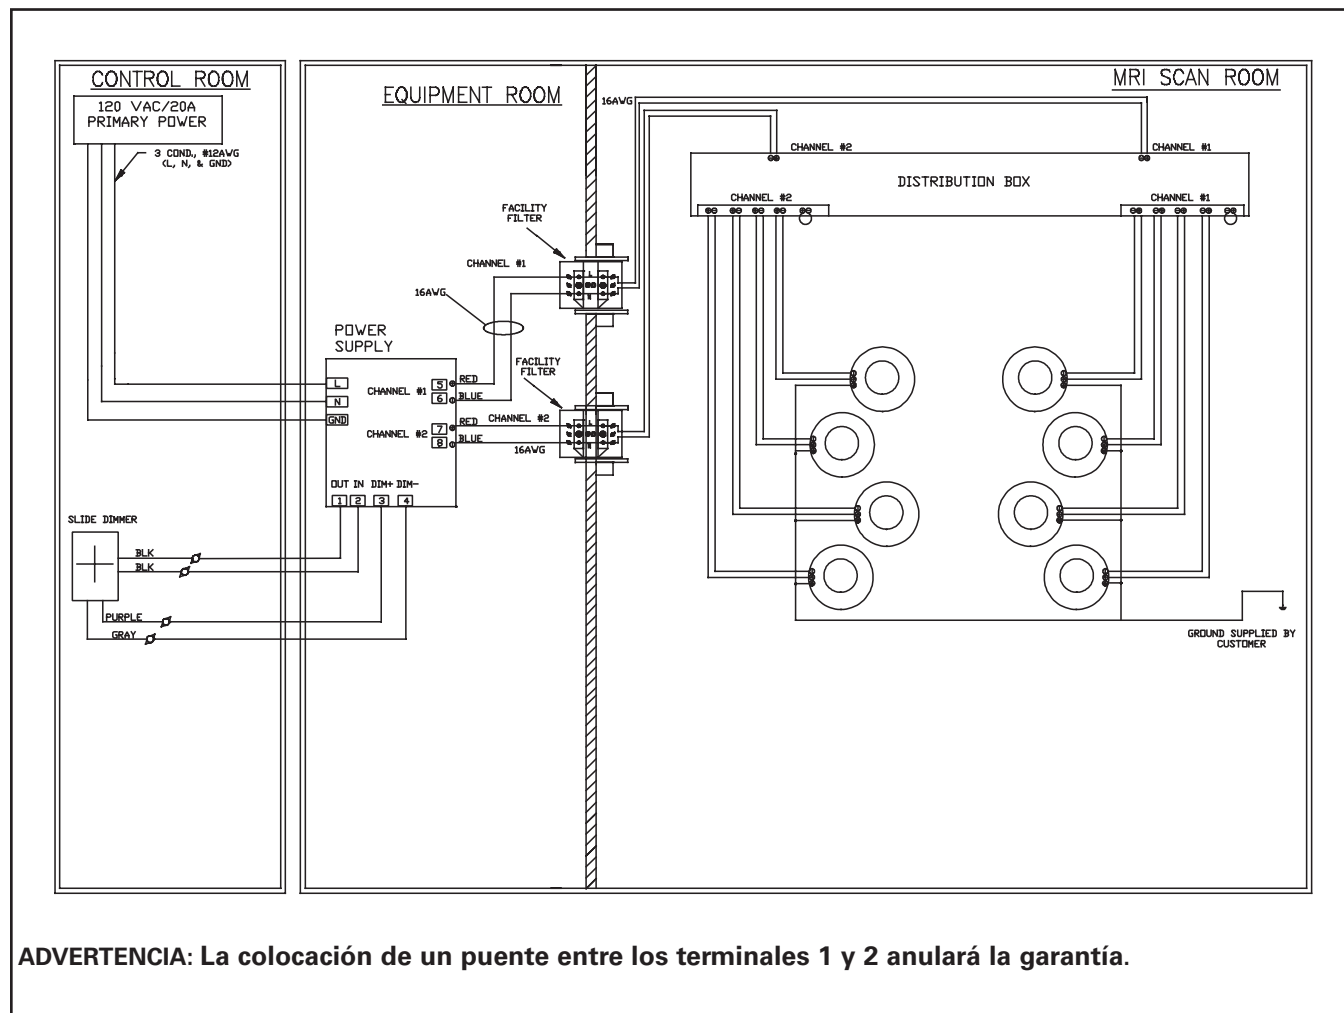 CONTROL ROOM
120 VAC/20A
PRIMARY POWER
3 COND., #12AWG
(L, N, & GND)
EQUIPMENT ROOM
MRI SCAN ROOM
16AWG
CHANNEL #2
CHANNEL #1
DISTRIBUTION BOX
CHANNEL #2
CHANNEL #1
FACILITY
FILTER
CHANNEL #1
L
N
16AWG
POWER
SUPPLY
FACILITY
FILTER
L
N
GND
CHANNEL #1
5
RED
6
BLUE
CHANNEL #2
7
RED
8
BLUE
CHANNEL #2
16AWG
L
N
OUT IN DIM+ DIM-
1 2 3 4
SLIDE DIMMER
BLK
BLK
PURPLE
GRAY
GROUND SUPPLIED BY
CUSTOMER
ADVERTENCIA: La colocación de un puente entre los terminales 1 y 2 anulará la garantía.